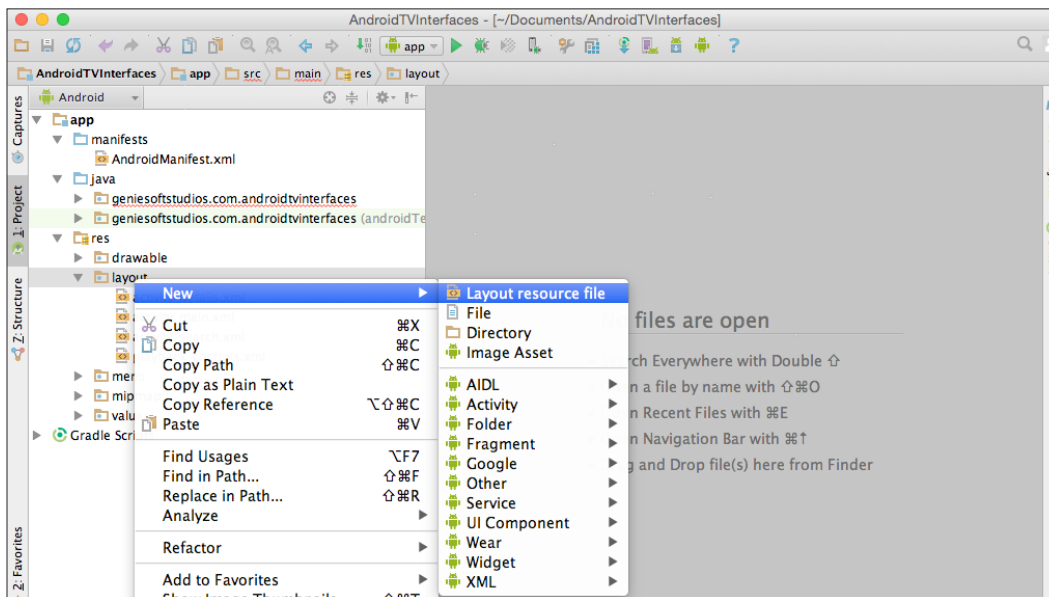 AndroidTVInterfaces - [~/Documents/AndroidTVInterfaces]
app
?
AndroidTVInterfaces app src main res layout
Captures
1: Project
Z: Structure
2: Favorites
Android
app
manifests
AndroidManifest.xml
java
geniesoftstudios.com.androidtvinterfaces
geniesoftstudios.com.androidtvinterfaces (androidTe
res
drawable
layout
Gradle Scri
New
Cut ⌘X
Copy ⌘C
Copy Path ⇧⌘C
Copy as Plain Text
Copy Reference ⌥⇧⌘C
Paste ⌘V
Find Usages ⌥F7
Find in Path... ⇧⌘F
Replace in Path... ⇧⌘R
Analyze
Refactor
Add to Favorites
Layout resource file
File
Directory
Image Asset
AIDL
Activity
Folder
Fragment
Google
Other
Service
UI Component
Wear
Widget
XML
files are open
rch Everywhere with Double ⇧
n a file by name with ⇧⌘O
n Recent Files with ⌘E
n Navigation Bar with ⌘↑
g and Drop file(s) here from Finder